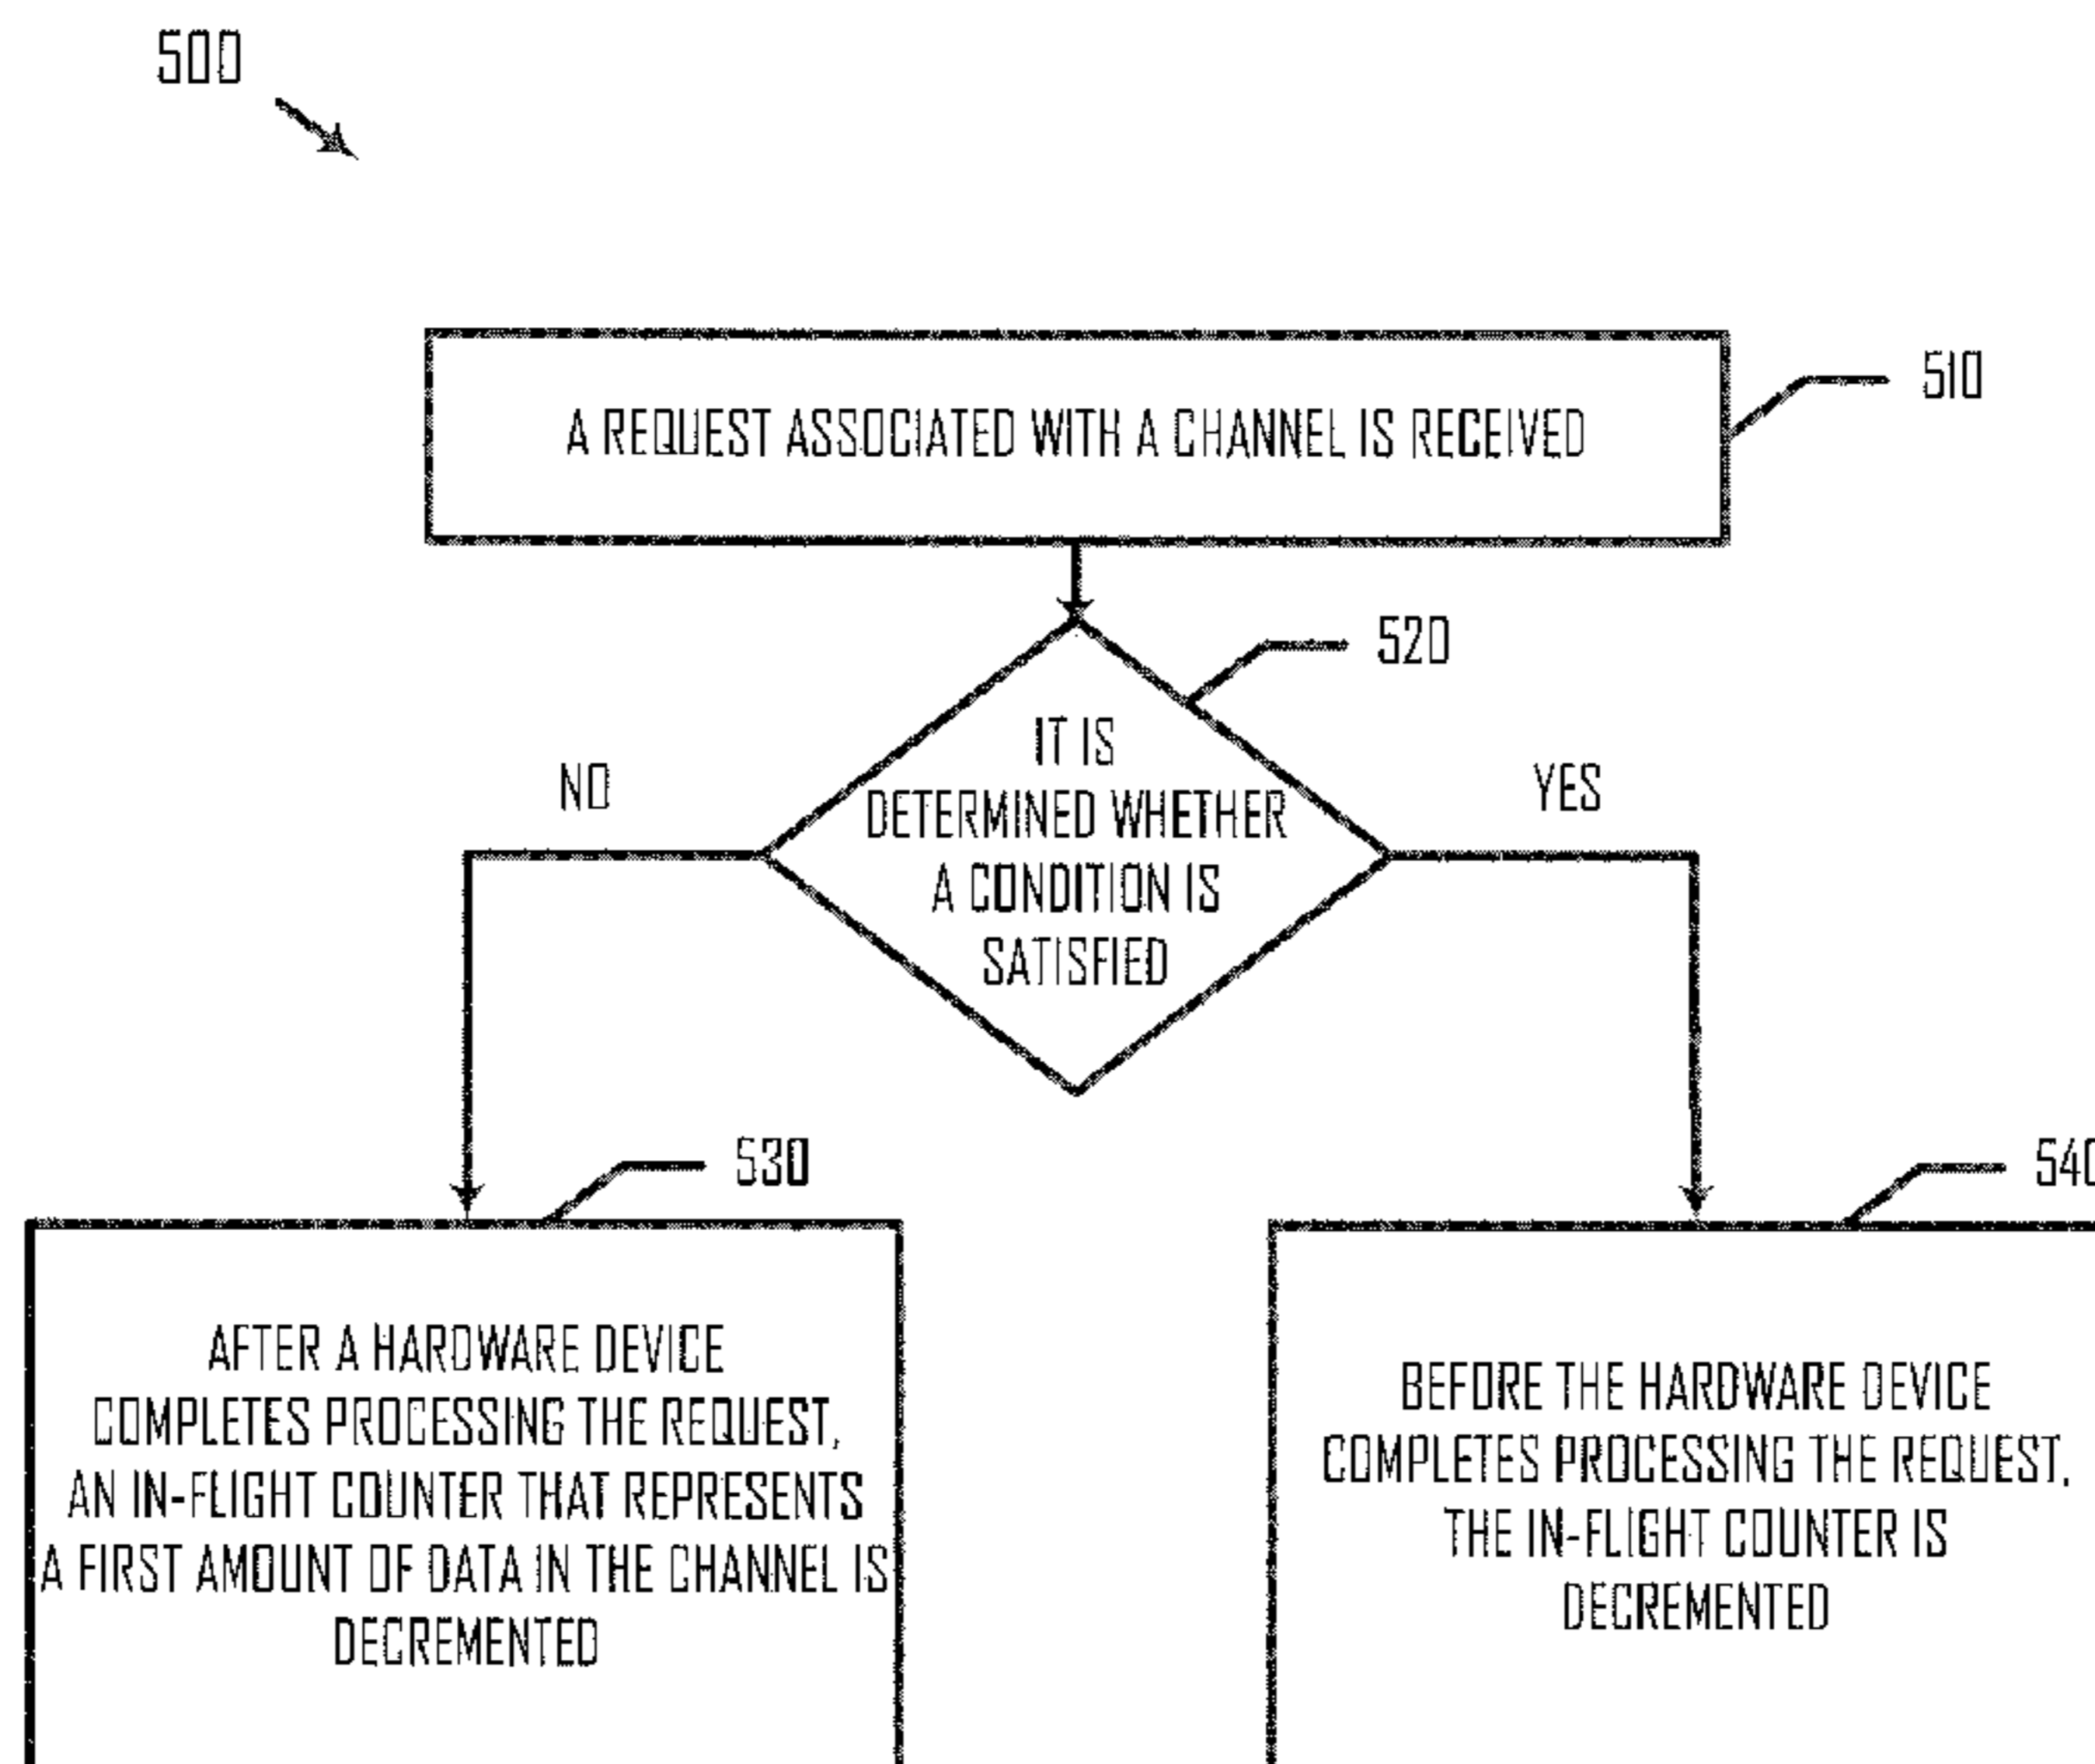 500
A REQUEST ASSOCIATED WITH A CHANNEL IS RECEIVED
510
520
IT IS
DETERMINED WHETHER
A CONDITION IS
SATISFIED
NO
YES
530
AFTER A HARDWARE DEVICE
COMPLETES PROCESSING THE REQUEST,
AN IN-FLIGHT COUNTER THAT REPRESENTS
A FIRST AMOUNT OF DATA IN THE CHANNEL IS
DECREMENTED
540
BEFORE THE HARDWARE DEVICE
COMPLETES PROCESSING THE REQUEST,
THE IN-FLIGHT COUNTER IS
DECREMENTED